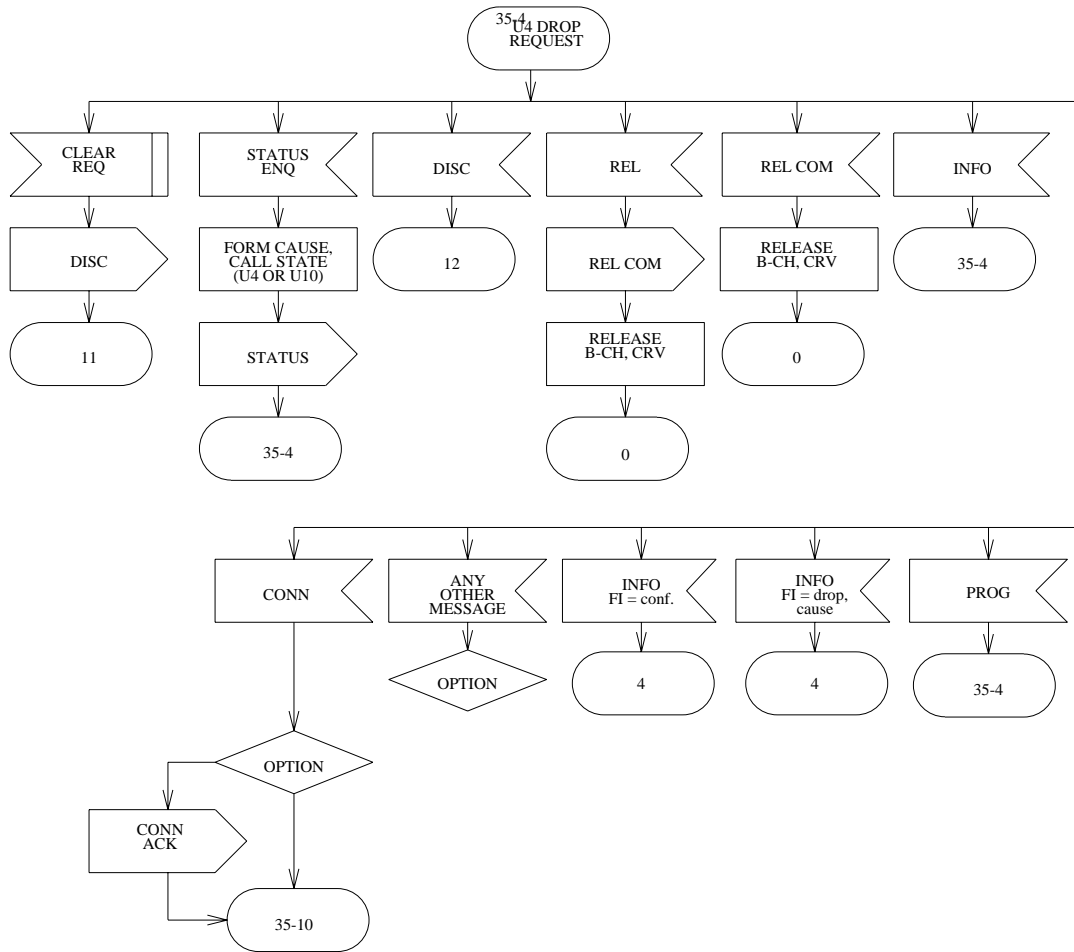 35-4
U4 DROP
REQUEST
CLEAR
REQ
STATUS
ENQ
DISC
REL
REL COM
INFO
DISC
FORM CAUSE,
CALL STATE
(U4 OR U10)
12
REL COM
RELEASE
B-CH, CRV
35-4
11
STATUS
RELEASE
B-CH, CRV
0
35-4
0
CONN
ANY
OTHER
MESSAGE
INFO
FI = conf.
INFO
FI = drop,
cause
PROG
OPTION
4
4
35-4
OPTION
CONN
ACK
35-10